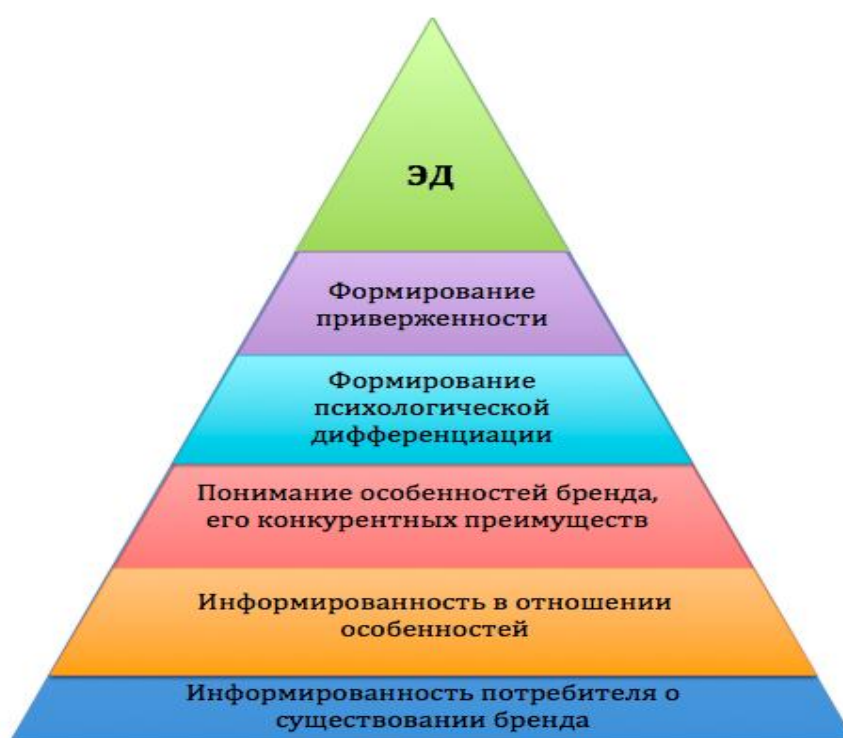 ЭД
Формирование
приверженности
Формирование
психологической
дифференциации
Понимание особенностей бренда,
его конкурентных преимуществ
Информированность в отношении
особенностей
Информированность потребителя о
существовании бренда